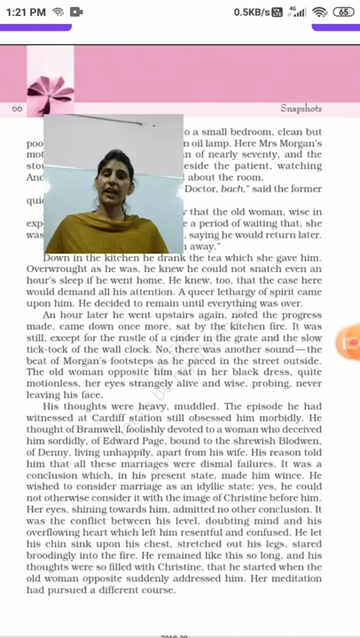 1:21 PM
0.5KB/s
4G
65
66
Snapshots
o a small bedroom, clean but
poo n oil lamp. Here Mrs Morgan's
mot n of nearly seventy, and the
sto eside the patient, watching
And about the room.
Doctor, bach," said the former
quie
v that the old woman, wise in
exp e a period of waiting, that she
was , saying he would return later.
n away."
Down in the kitchen he drank the tea which she gave him.
Overwrought as he was, he knew he could not snatch even an
hour's sleep if he went home. He knew, too, that the case here
would demand all his attention. A queer lethargy of spirit came
upon him. He decided to remain until everything was over.
An hour later he went upstairs again, noted the progress
made, came down once more, sat by the kitchen fire. It was
still, except for the rustle of a cinder in the grate and the slow
tick-tock of the wall clock. No, there was another sound — the
beat of Morgan's footsteps as he paced in the street outside.
The old woman opposite him sat in her black dress, quite
motionless, her eyes strangely alive and wise, probing, never
leaving his face.
His thoughts were heavy, muddled. The episode he had
witnessed at Cardiff station still obsessed him morbidly. He
thought of Bramwell, foolishly devoted to a woman who deceived
him sordidly, of Edward Page, bound to the shrewish Blodwen,
of Denny, living unhappily, apart from his wife. His reason told
him that all these marriages were dismal failures. It was a
conclusion which, in his present state, made him wince. He
wished to consider marriage as an idyllic state; yes, he could
not otherwise consider it with the image of Christine before him.
Her eyes, shining towards him, admitted no other conclusion. It
was the conflict between his level, doubting mind and his
overflowing heart which left him resentful and confused. He let
his chin sink upon his chest, stretched out his legs, stared
broodingly into the fire. He remained like this so long, and his
thoughts were so filled with Christine, that he started when the
old woman opposite suddenly addressed him. Her meditation
had pursued a different course.